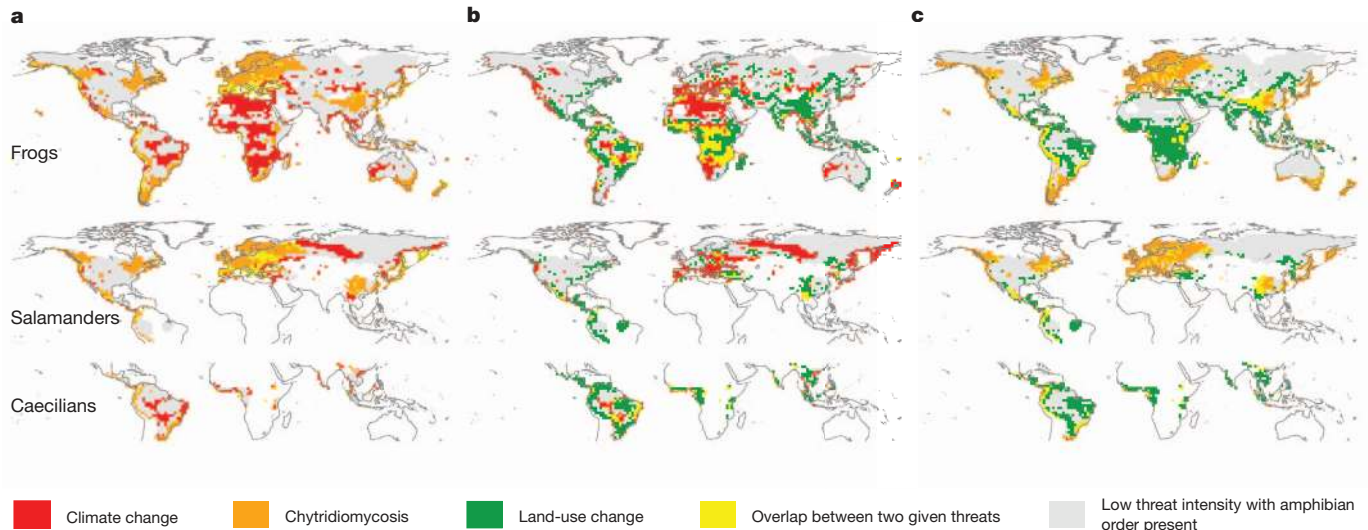 a
b
c
Frogs
Salamanders
Caecilians
Climate change
Chytridiomycosis
Land-use change
Overlap between two given threats
Low threat intensity with amphibian
order present